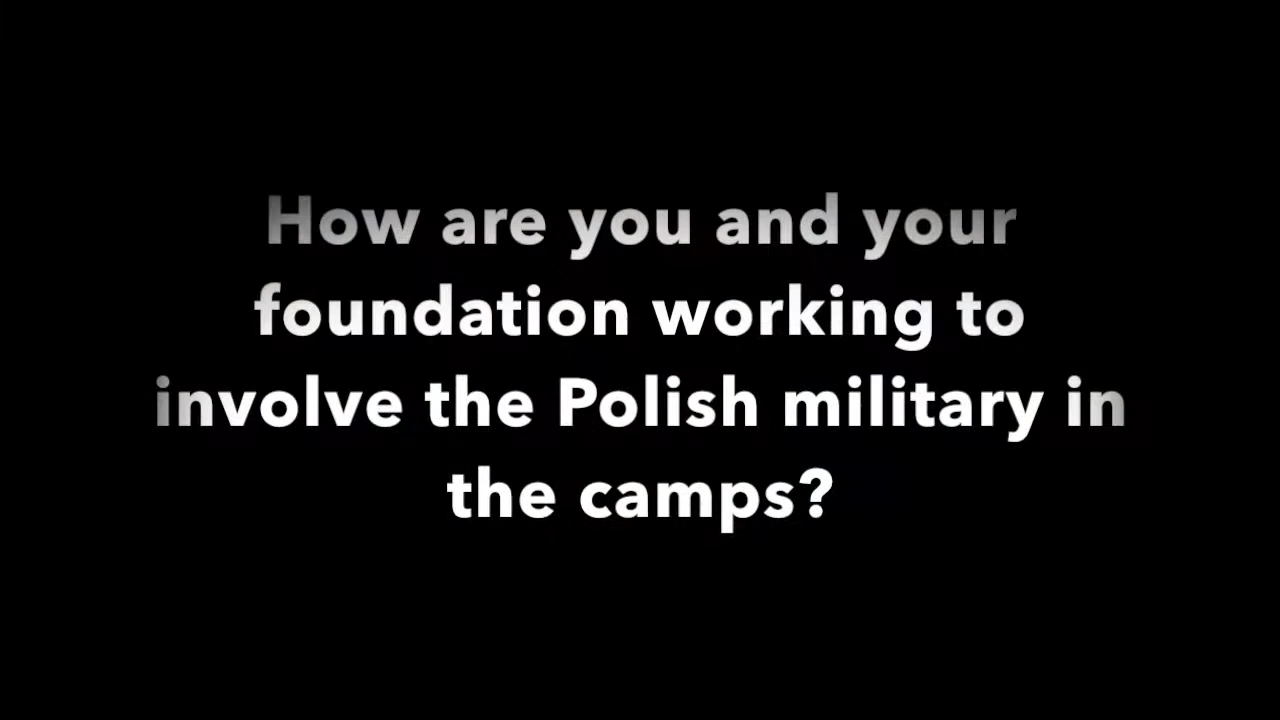 How are you and your
foundation working to
involve the Polish military in
the camps?